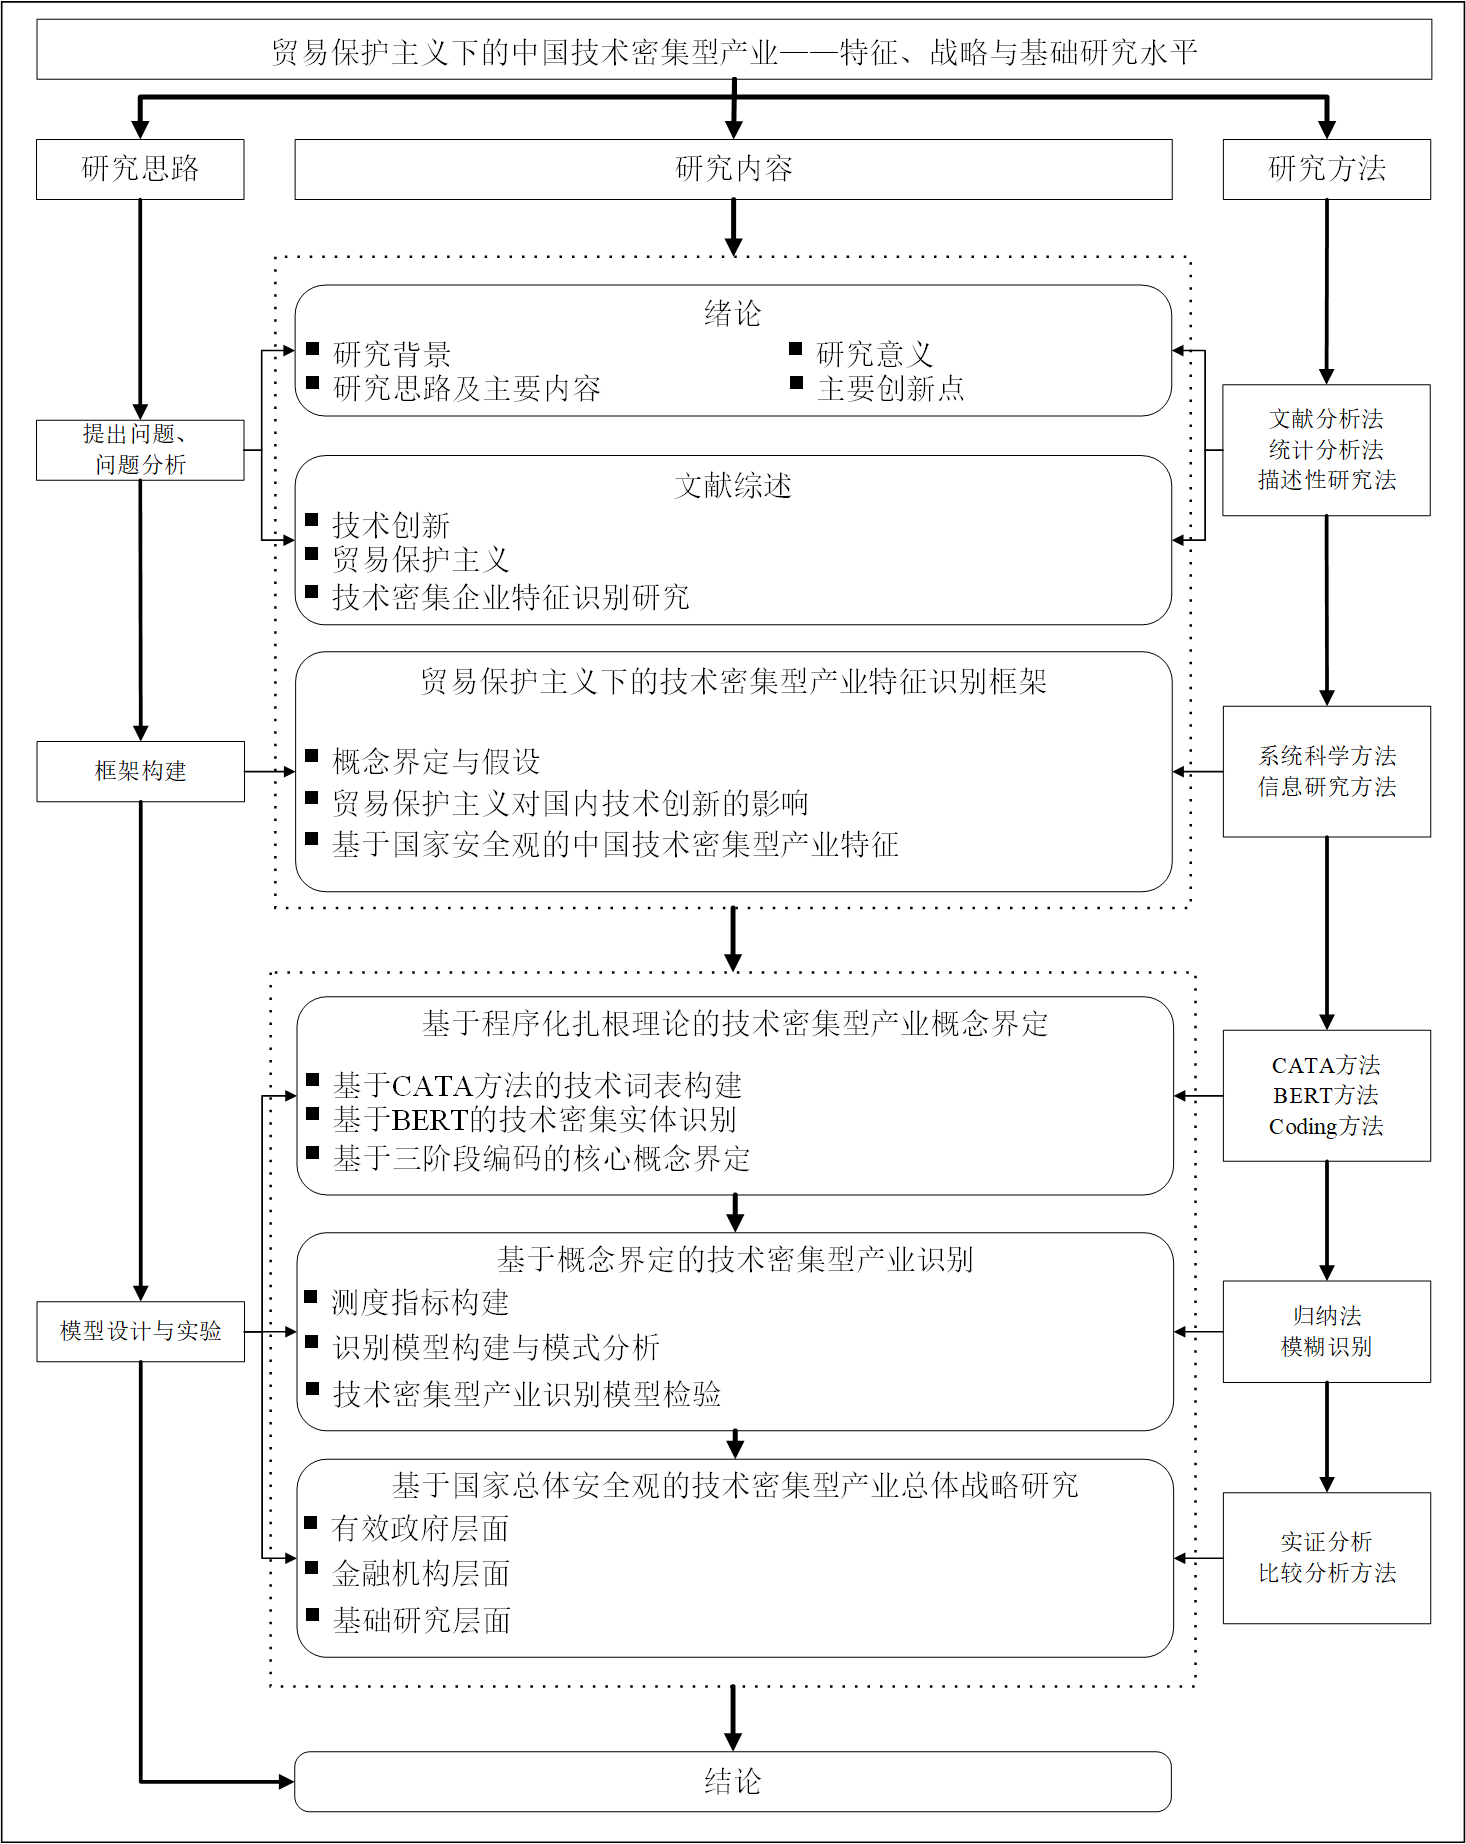 贸易保护主义下的中国技术密集型产业——特征、战略与基础研究水平
研究思路
研究内容
研究方法
绪论
■ 研究背景
■ 研究意义
■ 研究思路及主要内容
■ 主要创新点
提出问题、
问题分析
文献分析法
统计分析法
描述性研究法
文献综述
■ 技术创新
■ 贸易保护主义
■ 技术密集企业特征识别研究
贸易保护主义下的技术密集型产业特征识别框架
■ 概念界定与假设
■ 贸易保护主义对国内技术创新的影响
■ 基于国家安全观的中国技术密集型产业特征
框架构建
系统科学方法
信息研究方法
基于程序化扎根理论的技术密集型产业概念界定
■ 基于CATA方法的技术词表构建
■ 基于BERT的技术密集实体识别
■ 基于三阶段编码的核心概念界定
CATA方法
BERT方法
Coding方法
基于概念界定的技术密集型产业识别
■ 测度指标构建
■ 识别模型构建与模式分析
■ 技术密集型产业识别模型检验
模型设计与实验
归纳法
模糊识别
基于国家总体安全观的技术密集型产业总体战略研究
■ 有效政府层面
■ 金融机构层面
■ 基础研究层面
实证分析
比较分析方法
结论